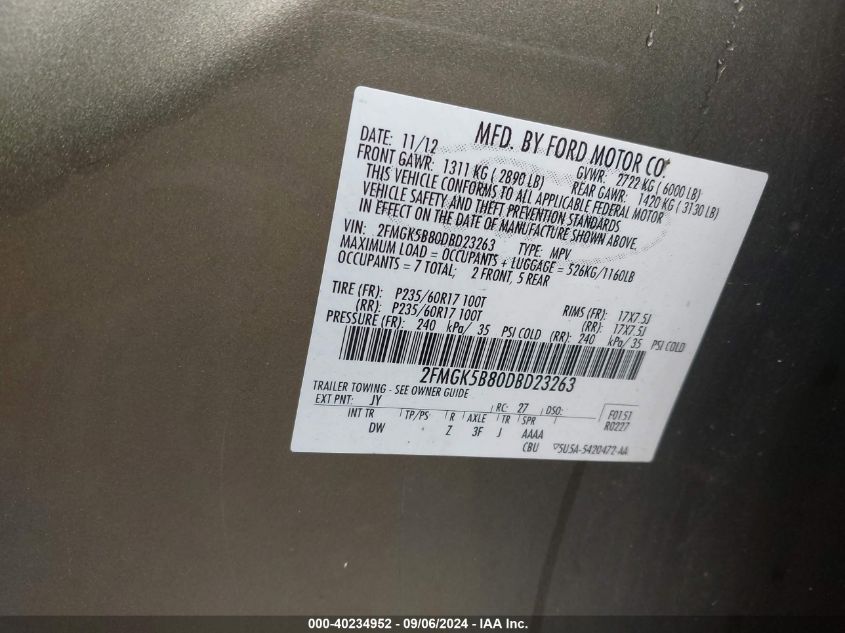 MFD. BY FORD MOTOR CO.
DATE: 11/12 GVWR: 2722 KG ( 6000 LB)
FRONT GAWR: 1311 KG ( 2890 LB) REAR GAWR: 1420 KG ( 3130 LB)
THIS VEHICLE CONFORMS TO ALL APPLICABLE FEDERAL MOTOR
VEHICLE SAFETY AND THEFT PREVENTION STANDARDS
IN EFFECT ON THE DATE OF MANUFACTURE SHOWN ABOVE.
VIN: 2FMGK5B80DBD23263 TYPE: MPV
MAXIMUM LOAD = OCCUPANTS + LUGGAGE = 526KG/1160LB
OCCUPANTS = 7 TOTAL; 2 FRONT, 5 REAR
TIRE (FR): P235/60R17 100T RIMS (FR): 17X7.5J
(RR): P235/60R17 100T (RR): 17X7.5J
PRESSURE (FR): 240 kPa/ 35 PSI COLD (RR): 240 kPa/ 35 PSI COLD
2FMGK5B80DBD23263
TRAILER TOWING - SEE OWNER GUIDE
EXT PNT: JY RC: 27 DSO: F0151
INT TR TP/PS R AXLE TR SPR R0227
DW Z 3F J AAAA
CBU 5U5A-5420472-AA
000-40234952 - 09/06/2024 - IAA Inc.